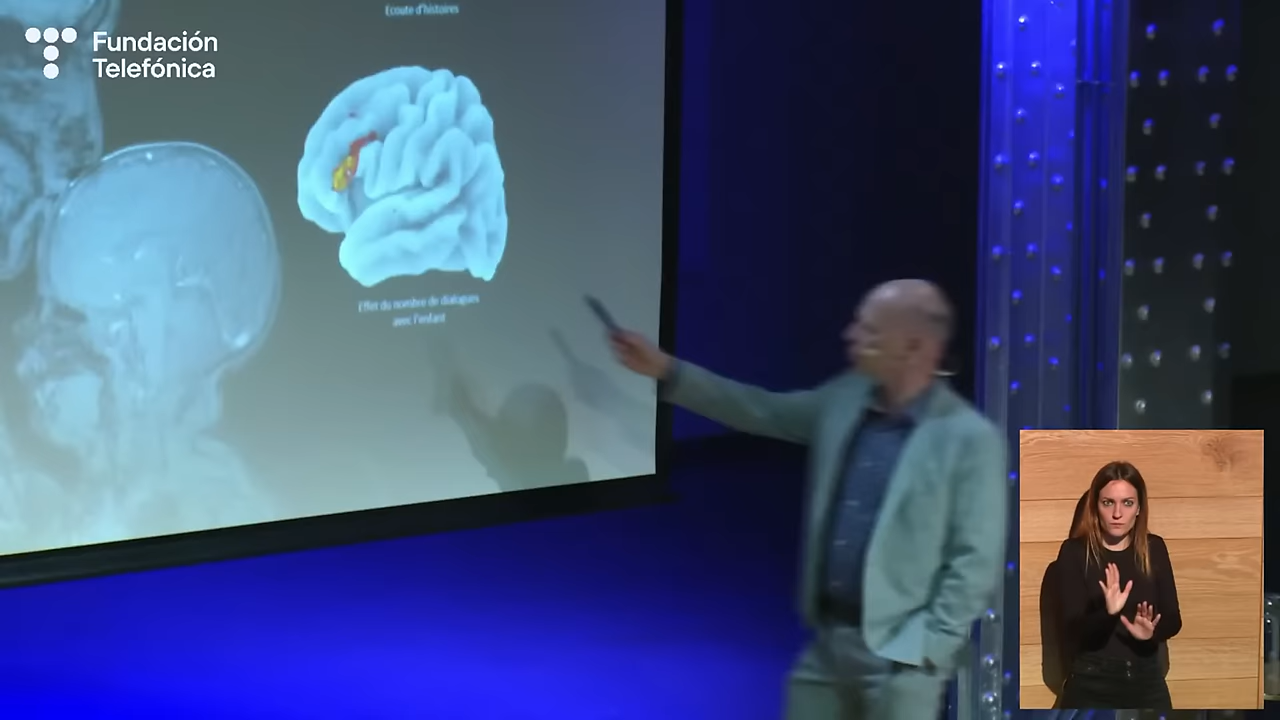 Écoute d'histoires
Fundación
Telefónica
Effet du nombre de dialogues
avec l'enfant